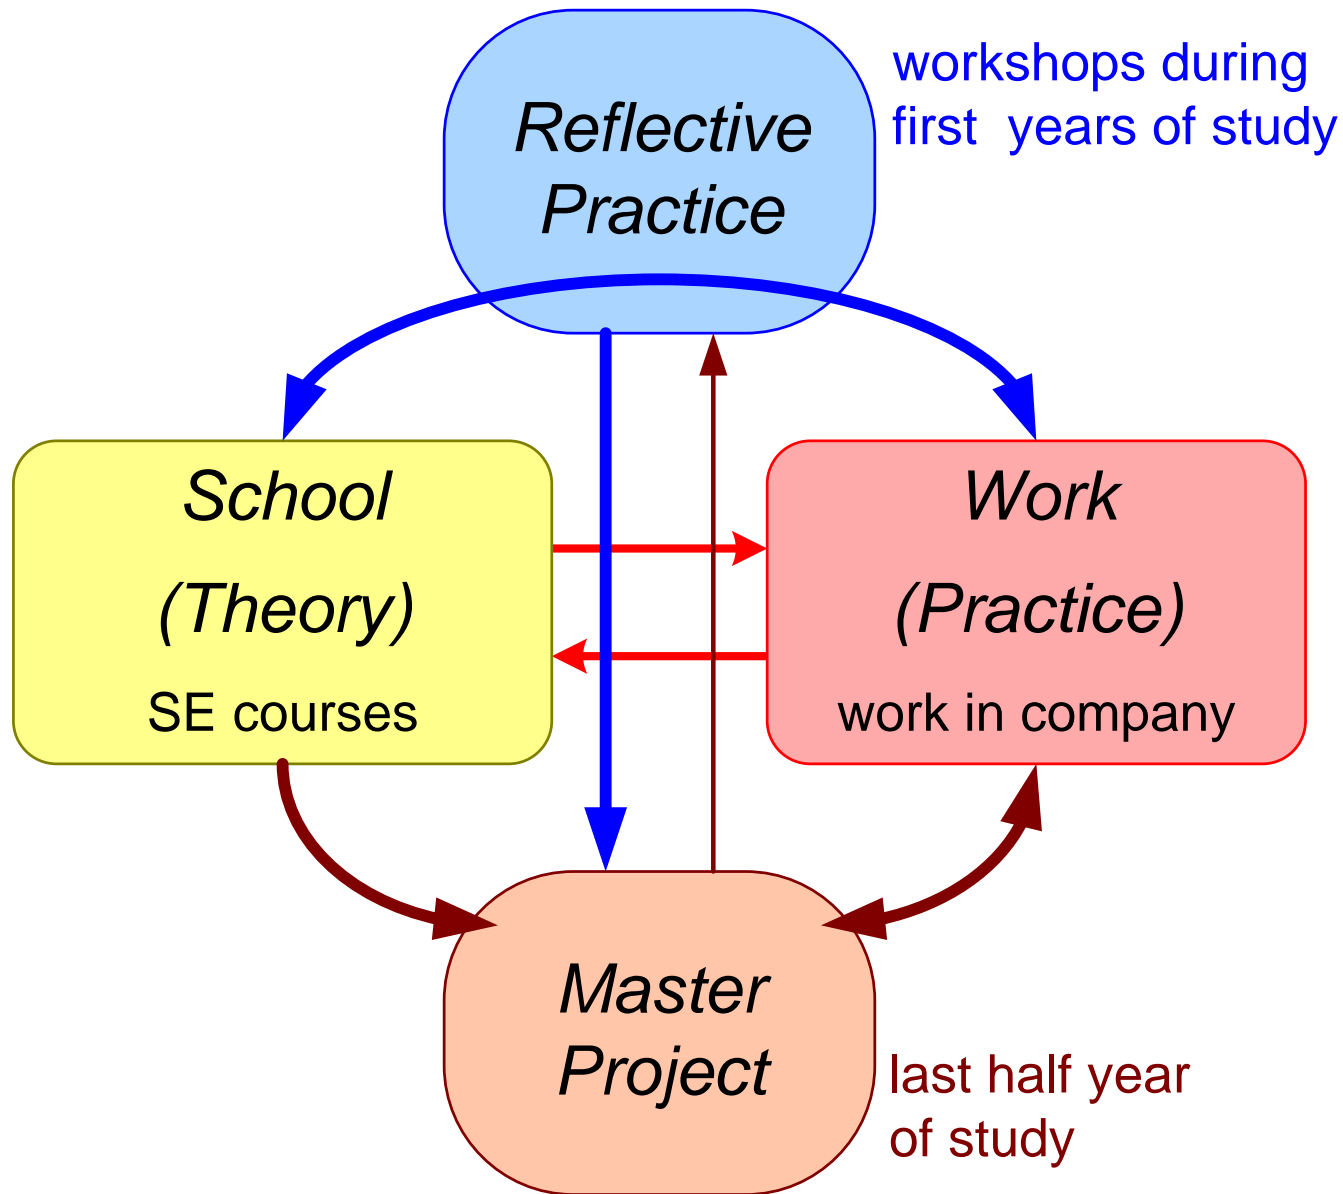 Reflective
Practice
workshops during
first  years of study
School
(Theory)
SE courses
Work
(Practice)
work in company
Master
Project
last half year
of study